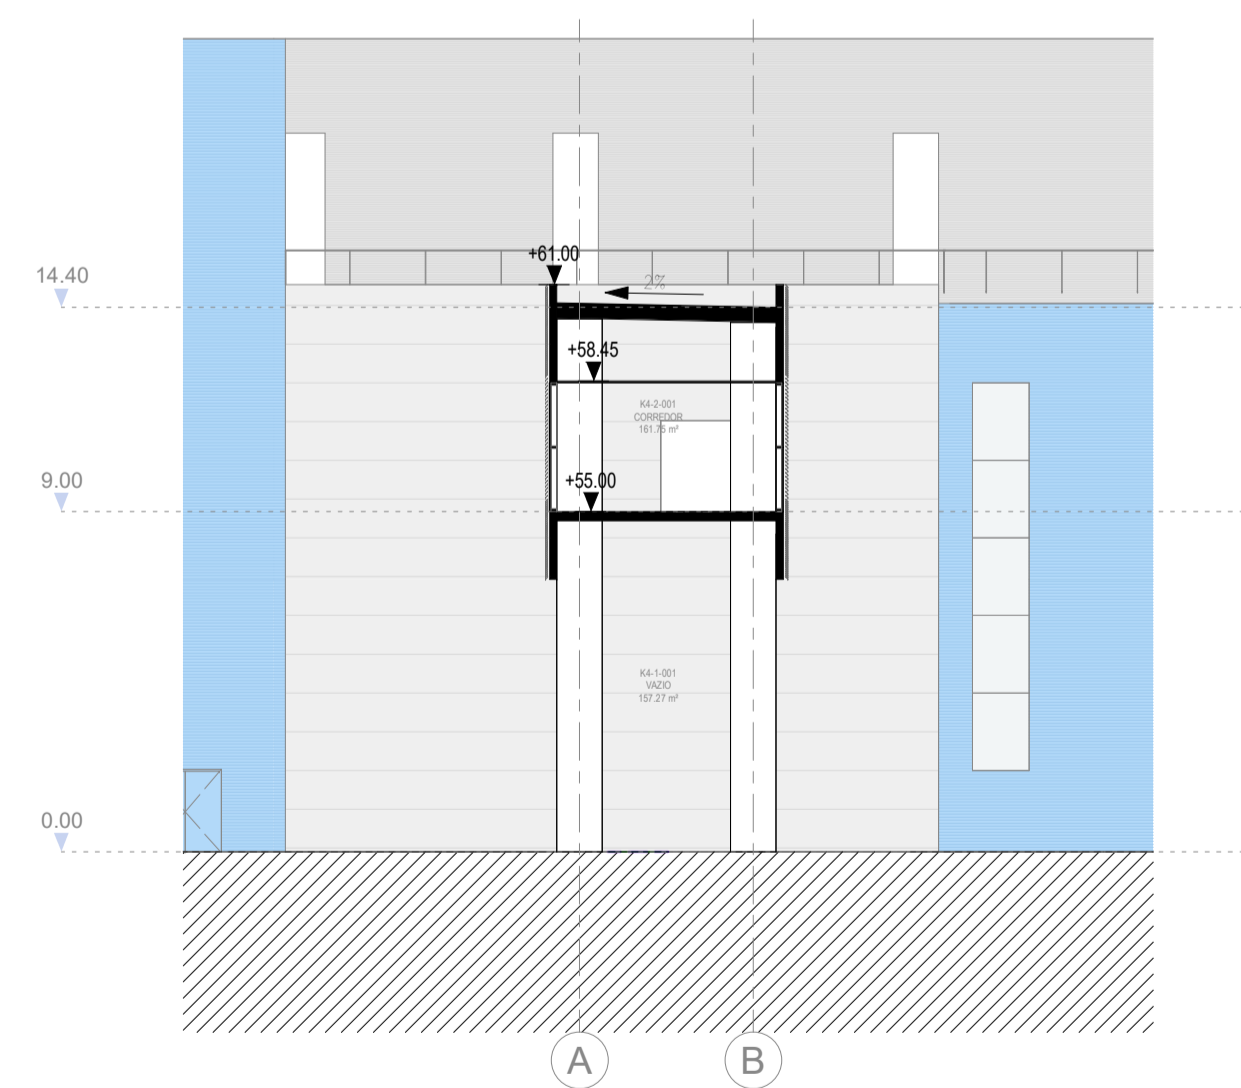 +61.00
2%
14.40
+58.45
K4-2-001
CORREDOR
161.75 m²
9.00
+55.00
K4-1-001
VAZIO
157.27 m²
0.00
A
B